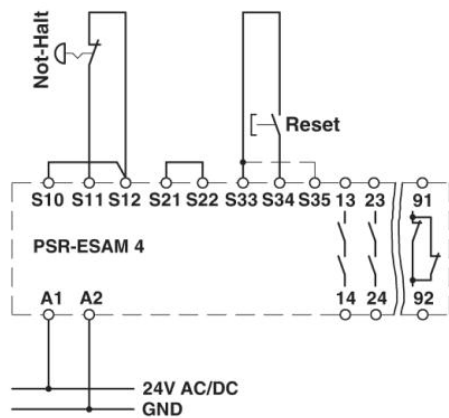 Not-Halt
Reset
S10 S11 S12 S21 S22 S33 S34 S35 13 23 91
PSR-ESAM 4
A1 A2 14 24 92
24V AC/DC
GND